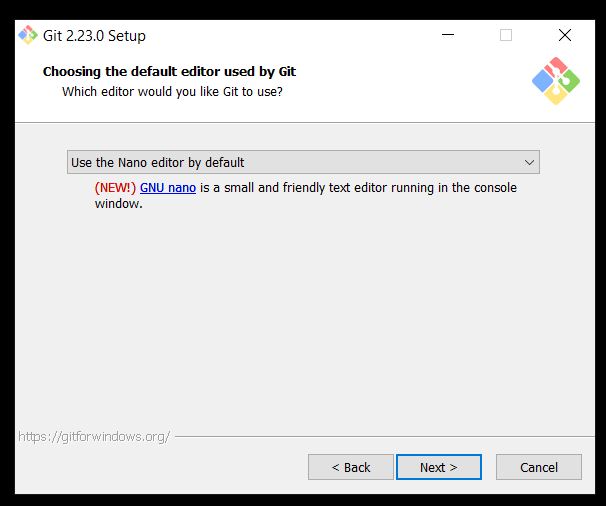 Git 2.23.0 Setup
Choosing the default editor used by Git
Which editor would you like Git to use?
Use the Nano editor by default
(NEW!) GNU nano is a small and friendly text editor running in the console
window.
https://gitforwindows.org/
< Back Next > Cancel